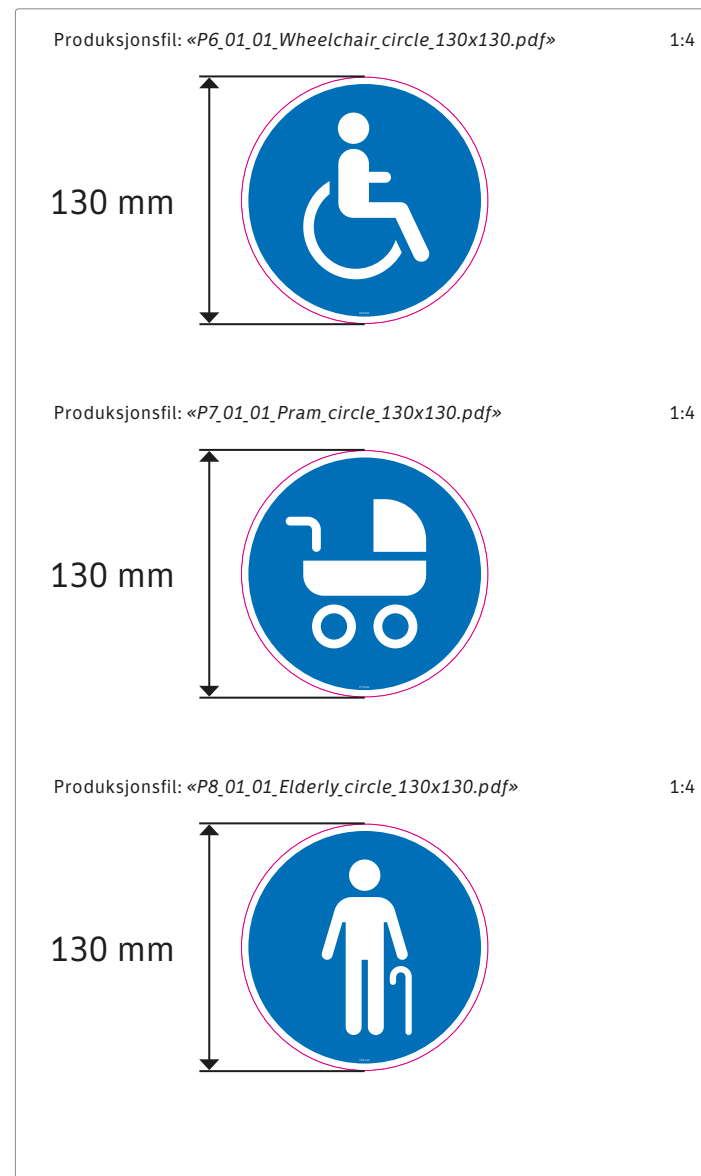 Produksjonsfil: «P6_01_01_Wheelchair_circle_130x130.pdf» 1:4
130 mm
Produksjonsfil: «P7_01_01_Pram_circle_130x130.pdf» 1:4
130 mm
Produksjonsfil: «P8_01_01_Elderly_circle_130x130.pdf» 1:4
130 mm